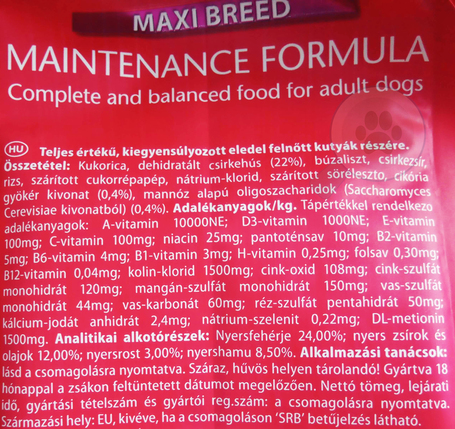 MAXI BREED
MAINTENANCE FORMULA
Complete and balanced food for adult dogs
HU Teljes értékű, kiegyensúlyozott eledel felnőtt kutyák részére.
Összetétel: Kukorica, dehidratált csirkehús (22%), búzaliszt, csirkezsír,
rizs, szárított cukorrépapép, nátrium-klorid, szárított sörélesztő, cikória
gyökér kivonat (0,4%), mannóz alapú oligoszacharidok (Saccharomyces
Cerevisiae kivonatból) (0,4%). Adalékanyagok/kg. Tápértékkel rendelkező
adalékanyagok: A-vitamin 10000NE; D3-vitamin 1000NE; E-vitamin
100mg; C-vitamin 100mg; niacin 25mg; pantoténsav 10mg; B2-vitamin
5mg; B6-vitamin 4mg; B1-vitamin 3mg; H-vitamin 0,25mg; folsav 0,30mg;
B12-vitamin 0,04mg; kolin-klorid 1500mg; cink-oxid 108mg; cink-szulfát
monohidrát 120mg; mangán-szulfát monohidrát 150mg; vas-szulfát
monohidrát 44mg; vas-karbonát 60mg; réz-szulfát pentahidrát 50mg;
kálcium-jodát anhidrát 2,4mg; nátrium-szelenit 0,22mg; DL-metionin
1500mg. Analitikai alkotórészek: Nyersfehérje 24,00%; nyers zsírok és
olajok 12,00%; nyersrost 3,00%; nyershamu 8,50%. Alkalmazási tanácsok:
lásd a csomagolásra nyomtatva. Száraz, hűvös helyen tárolandó! Gyártva 18
hónappal a zsákon feltüntetett dátumot megelőzően. Nettó tömeg, lejárati
idő, gyártási tételszám és gyártói reg.szám: a csomagolásra nyomtatva.
Származási hely: EU, kivéve, ha a csomagoláson 'SRB' betűjelzés látható.